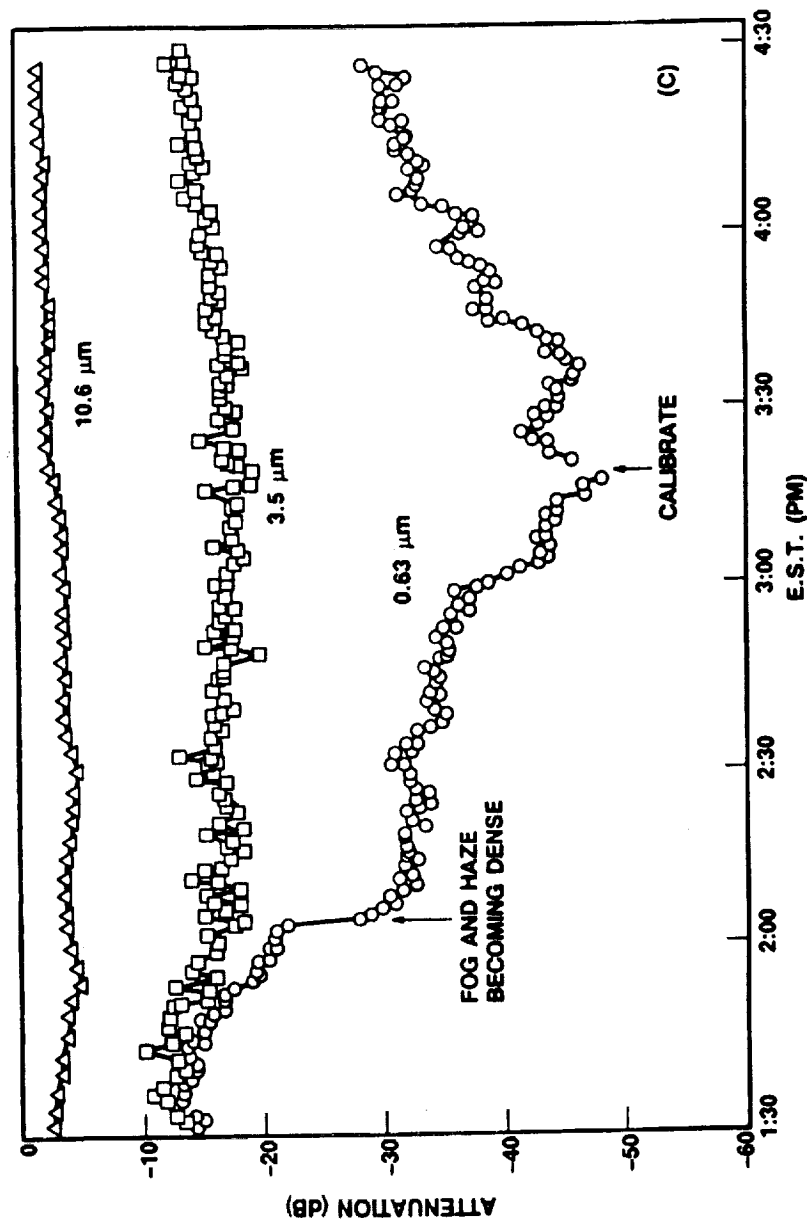 0
-10
-20
-30
-40
-50
-60
ATTENUATION (dB)
10.6 μm
3.5 μm
0.63 μm
FOG AND HAZE
BECOMING DENSE
CALIBRATE
(C)
1:30
2:00
2:30
3:00
3:30
4:00
4:30
E.S.T. (PM)